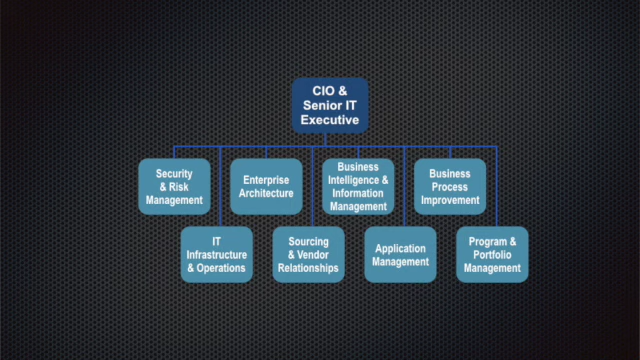 CIO &
Senior IT
Executive
Security
& Risk
Management
Enterprise
Architecture
Business
Intelligence &
Information
Management
Business
Process
Improvement
IT
Infrastructure
& Operations
Sourcing
& Vendor
Relationships
Application
Management
Program &
Portfolio
Management